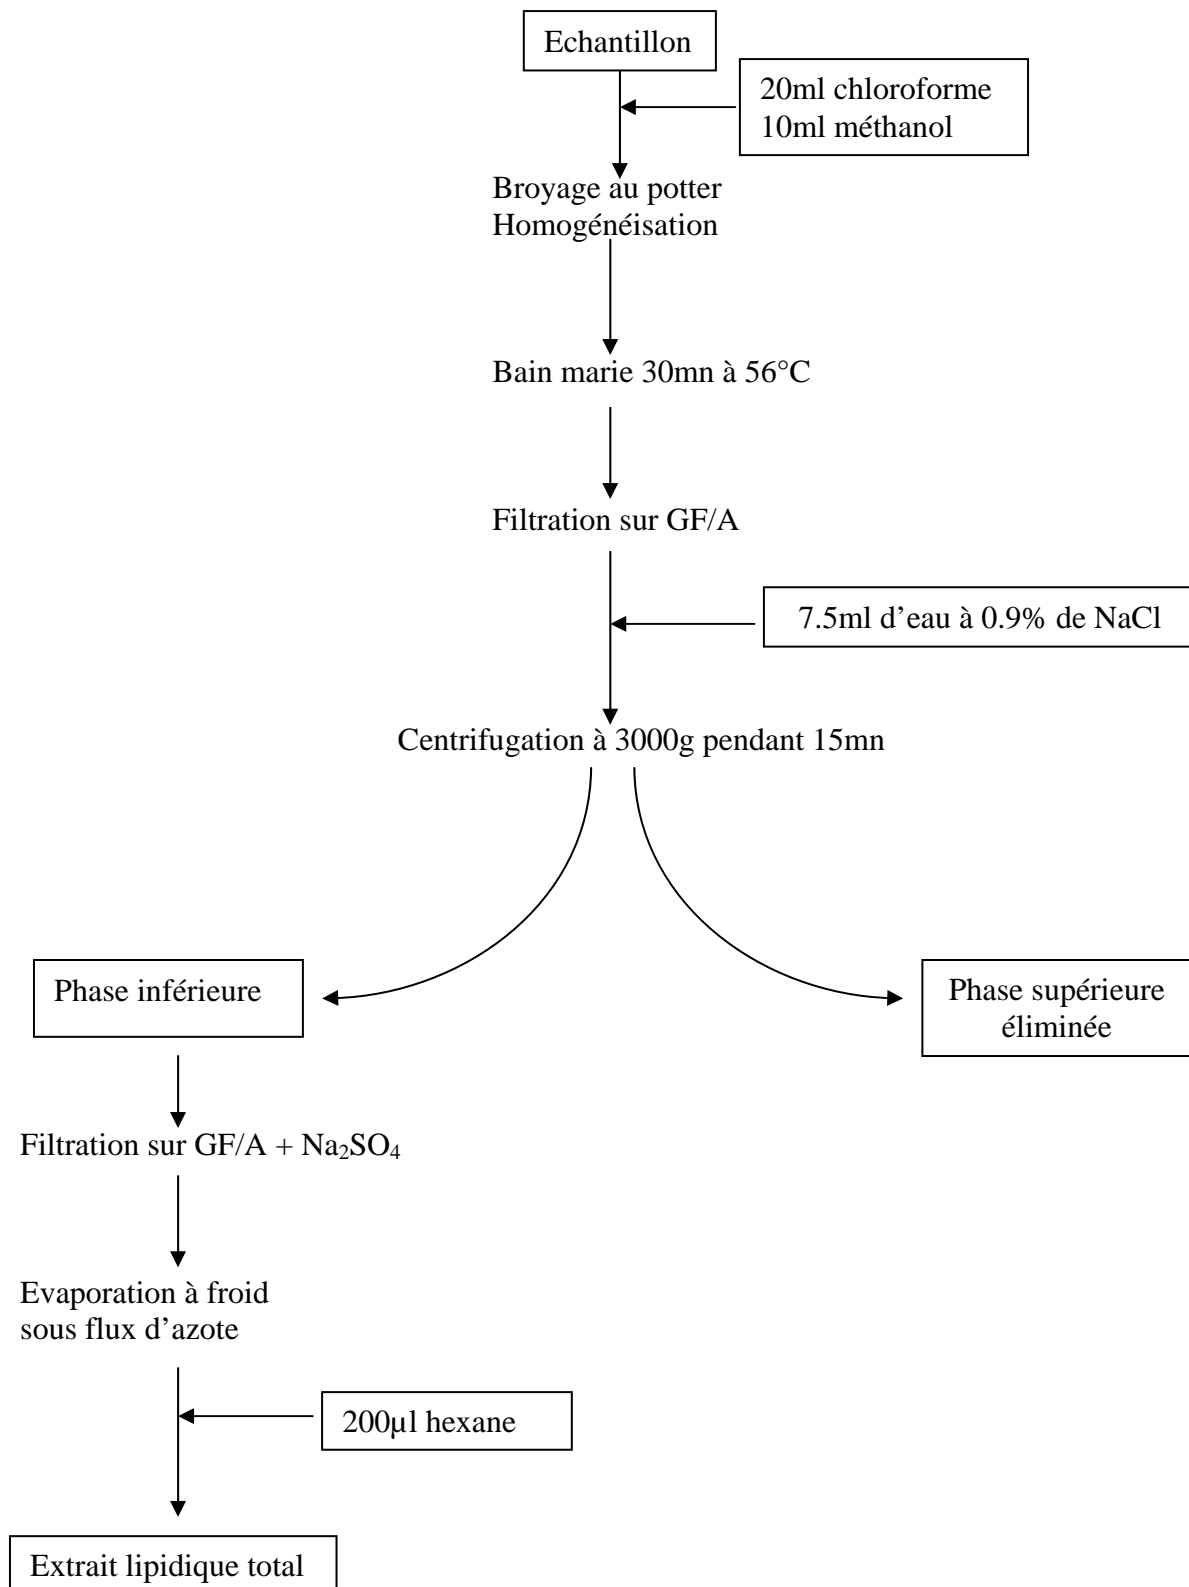 Echantillon
20ml chloroforme
10ml méthanol
Broyage au potter
Homogénéisation
Bain marie 30mn à 56°C
Filtration sur GF/A
7.5ml d’eau à 0.9% de NaCl
Centrifugation à 3000g pendant 15mn
Phase inférieure
Phase supérieure
éliminée
Filtration sur GF/A + Na₂SO₄
Evaporation à froid
sous flux d’azote
200µl hexane
Extrait lipidique total